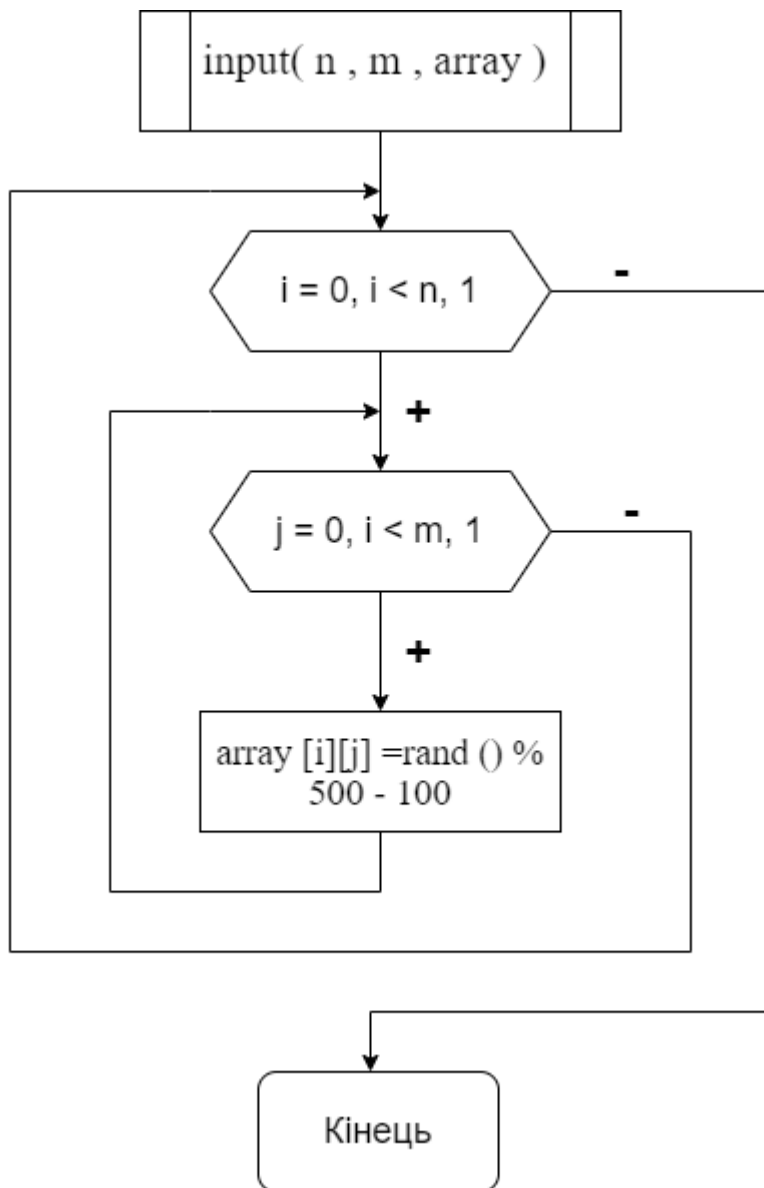 input( n , m , array )
i = 0, i < n, 1
-
+
j = 0, i < m, 1
-
+
array [i][j] =rand () %
500 - 100
Кінець